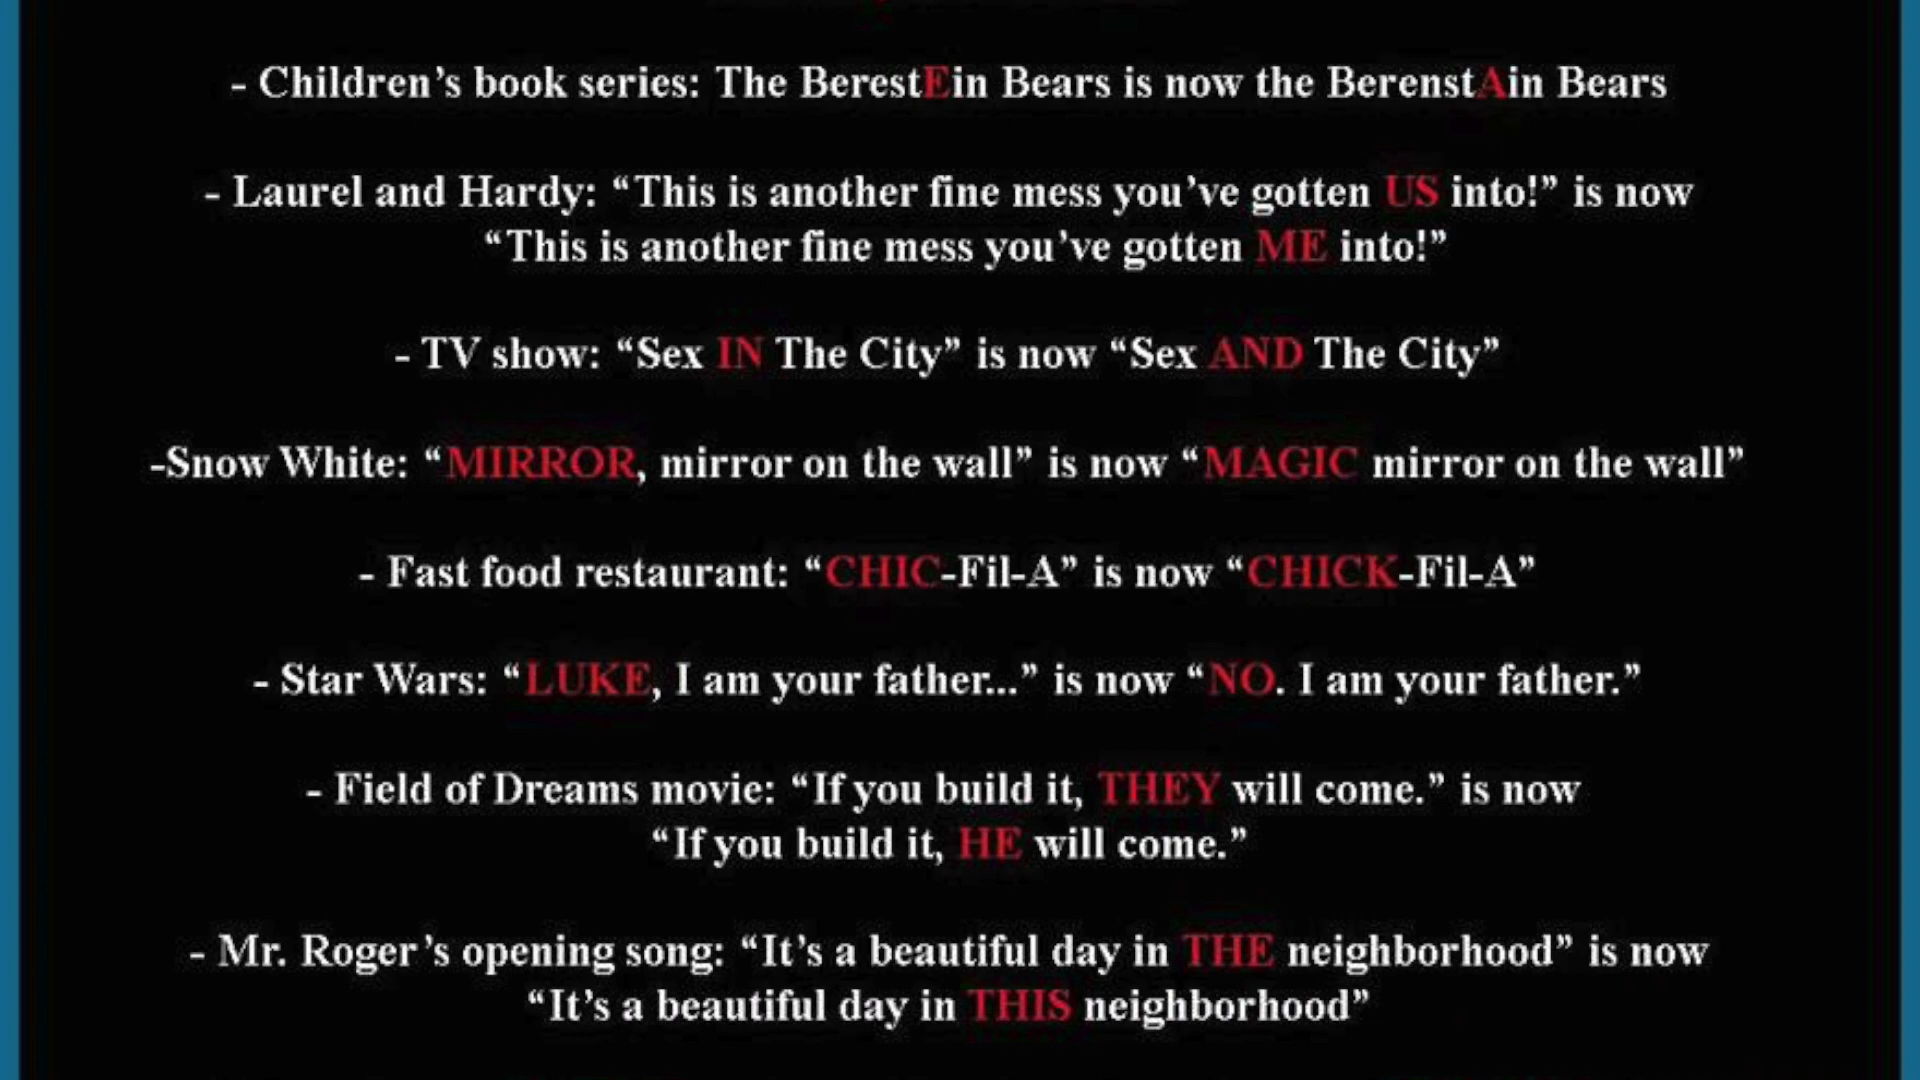 - Children’s book series: The BerestEin Bears is now the BerenstAin Bears
- Laurel and Hardy: “This is another fine mess you’ve gotten US into!” is now
“This is another fine mess you’ve gotten ME into!”
- TV show: “Sex IN The City” is now “Sex AND The City”
-Snow White: “MIRROR, mirror on the wall” is now “MAGIC mirror on the wall”
- Fast food restaurant: “CHIC-Fil-A” is now “CHICK-Fil-A”
- Star Wars: “LUKE, I am your father...” is now “NO. I am your father.”
- Field of Dreams movie: “If you build it, THEY will come.” is now
“If you build it, HE will come.”
- Mr. Roger’s opening song: “It’s a beautiful day in THE neighborhood” is now
“It’s a beautiful day in THIS neighborhood”